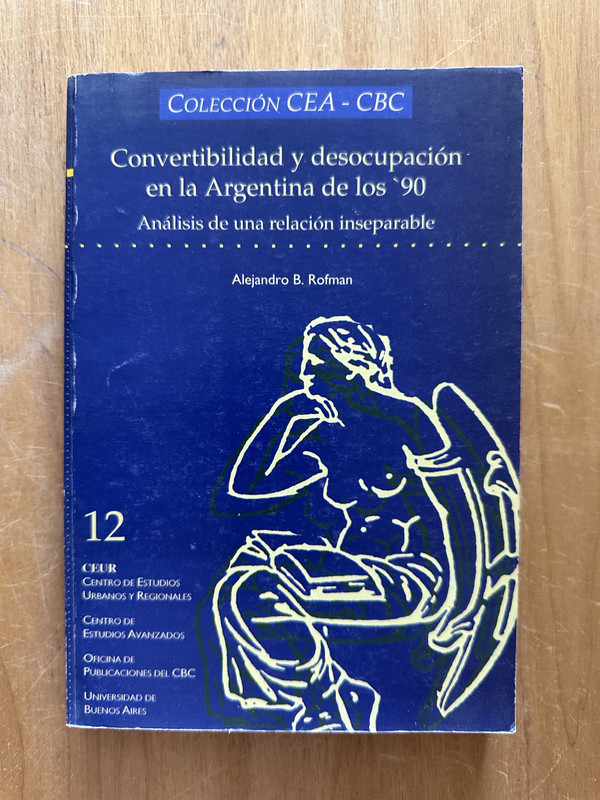 COLECCIÓN CEA - CBC
Convertibilidad y desocupación
en la Argentina de los `90
Análisis de una relación inseparable
Alejandro B. Rofman
12
CEUR
CENTRO DE ESTUDIOS
URBANOS Y REGIONALES
CENTRO DE
ESTUDIOS AVANZADOS
OFICINA DE
PUBLICACIONES DEL CBC
UNIVERSIDAD DE
BUENOS AIRES